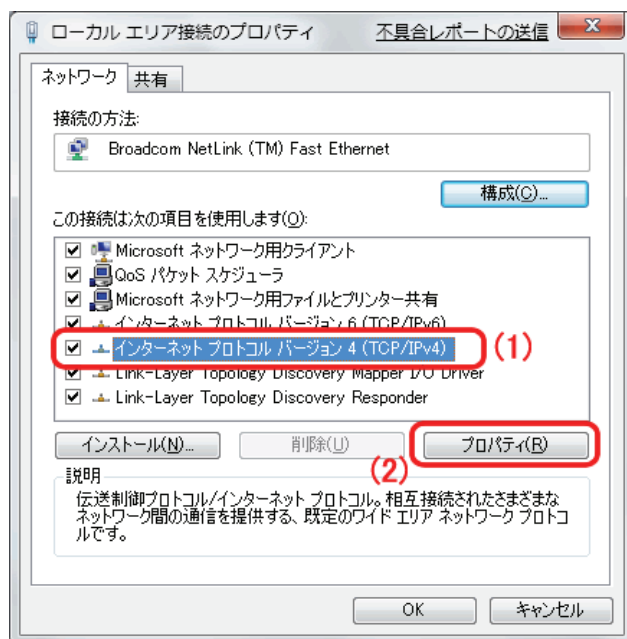 ローカル エリア接続のプロパティ
不具合レポートの送信
X
ネットワーク
共有
接続の方法:
Broadcom NetLink (TM) Fast Ethernet
構成(C)...
この接続は次の項目を使用します(O):
Microsoft ネットワーク用クライアント
QoS パケット スケジューラ
Microsoft ネットワーク用ファイルとプリンター共有
インターネット プロトコル バージョン 6 (TCP/IPv6)
インターネット プロトコル バージョン 4 (TCP/IPv4)
(1)
Link-Layer Topology Discovery Mapper I/O Driver
Link-Layer Topology Discovery Responder
インストール(N)...
削除(U)
プロパティ(R)
(2)
説明
伝送制御プロトコル/インターネット プロトコル。相互接続されたさまざまな
ネットワーク間の通信を提供する、既定のワイド エリア ネットワーク プロトコ
ルです。
OK
キャンセル